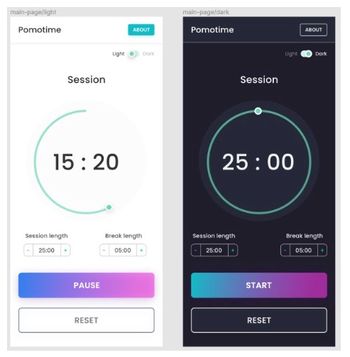 main-page/light
Pomotime ABOUT
Light Dark
Session
15 : 20
Session length Break length
- 25:00 + - 05:00 +
PAUSE
RESET
main-page/dark
Pomotime ABOUT
Light Dark
Session
25 : 00
Session length Break length
- 25:00 + - 05:00 +
START
RESET